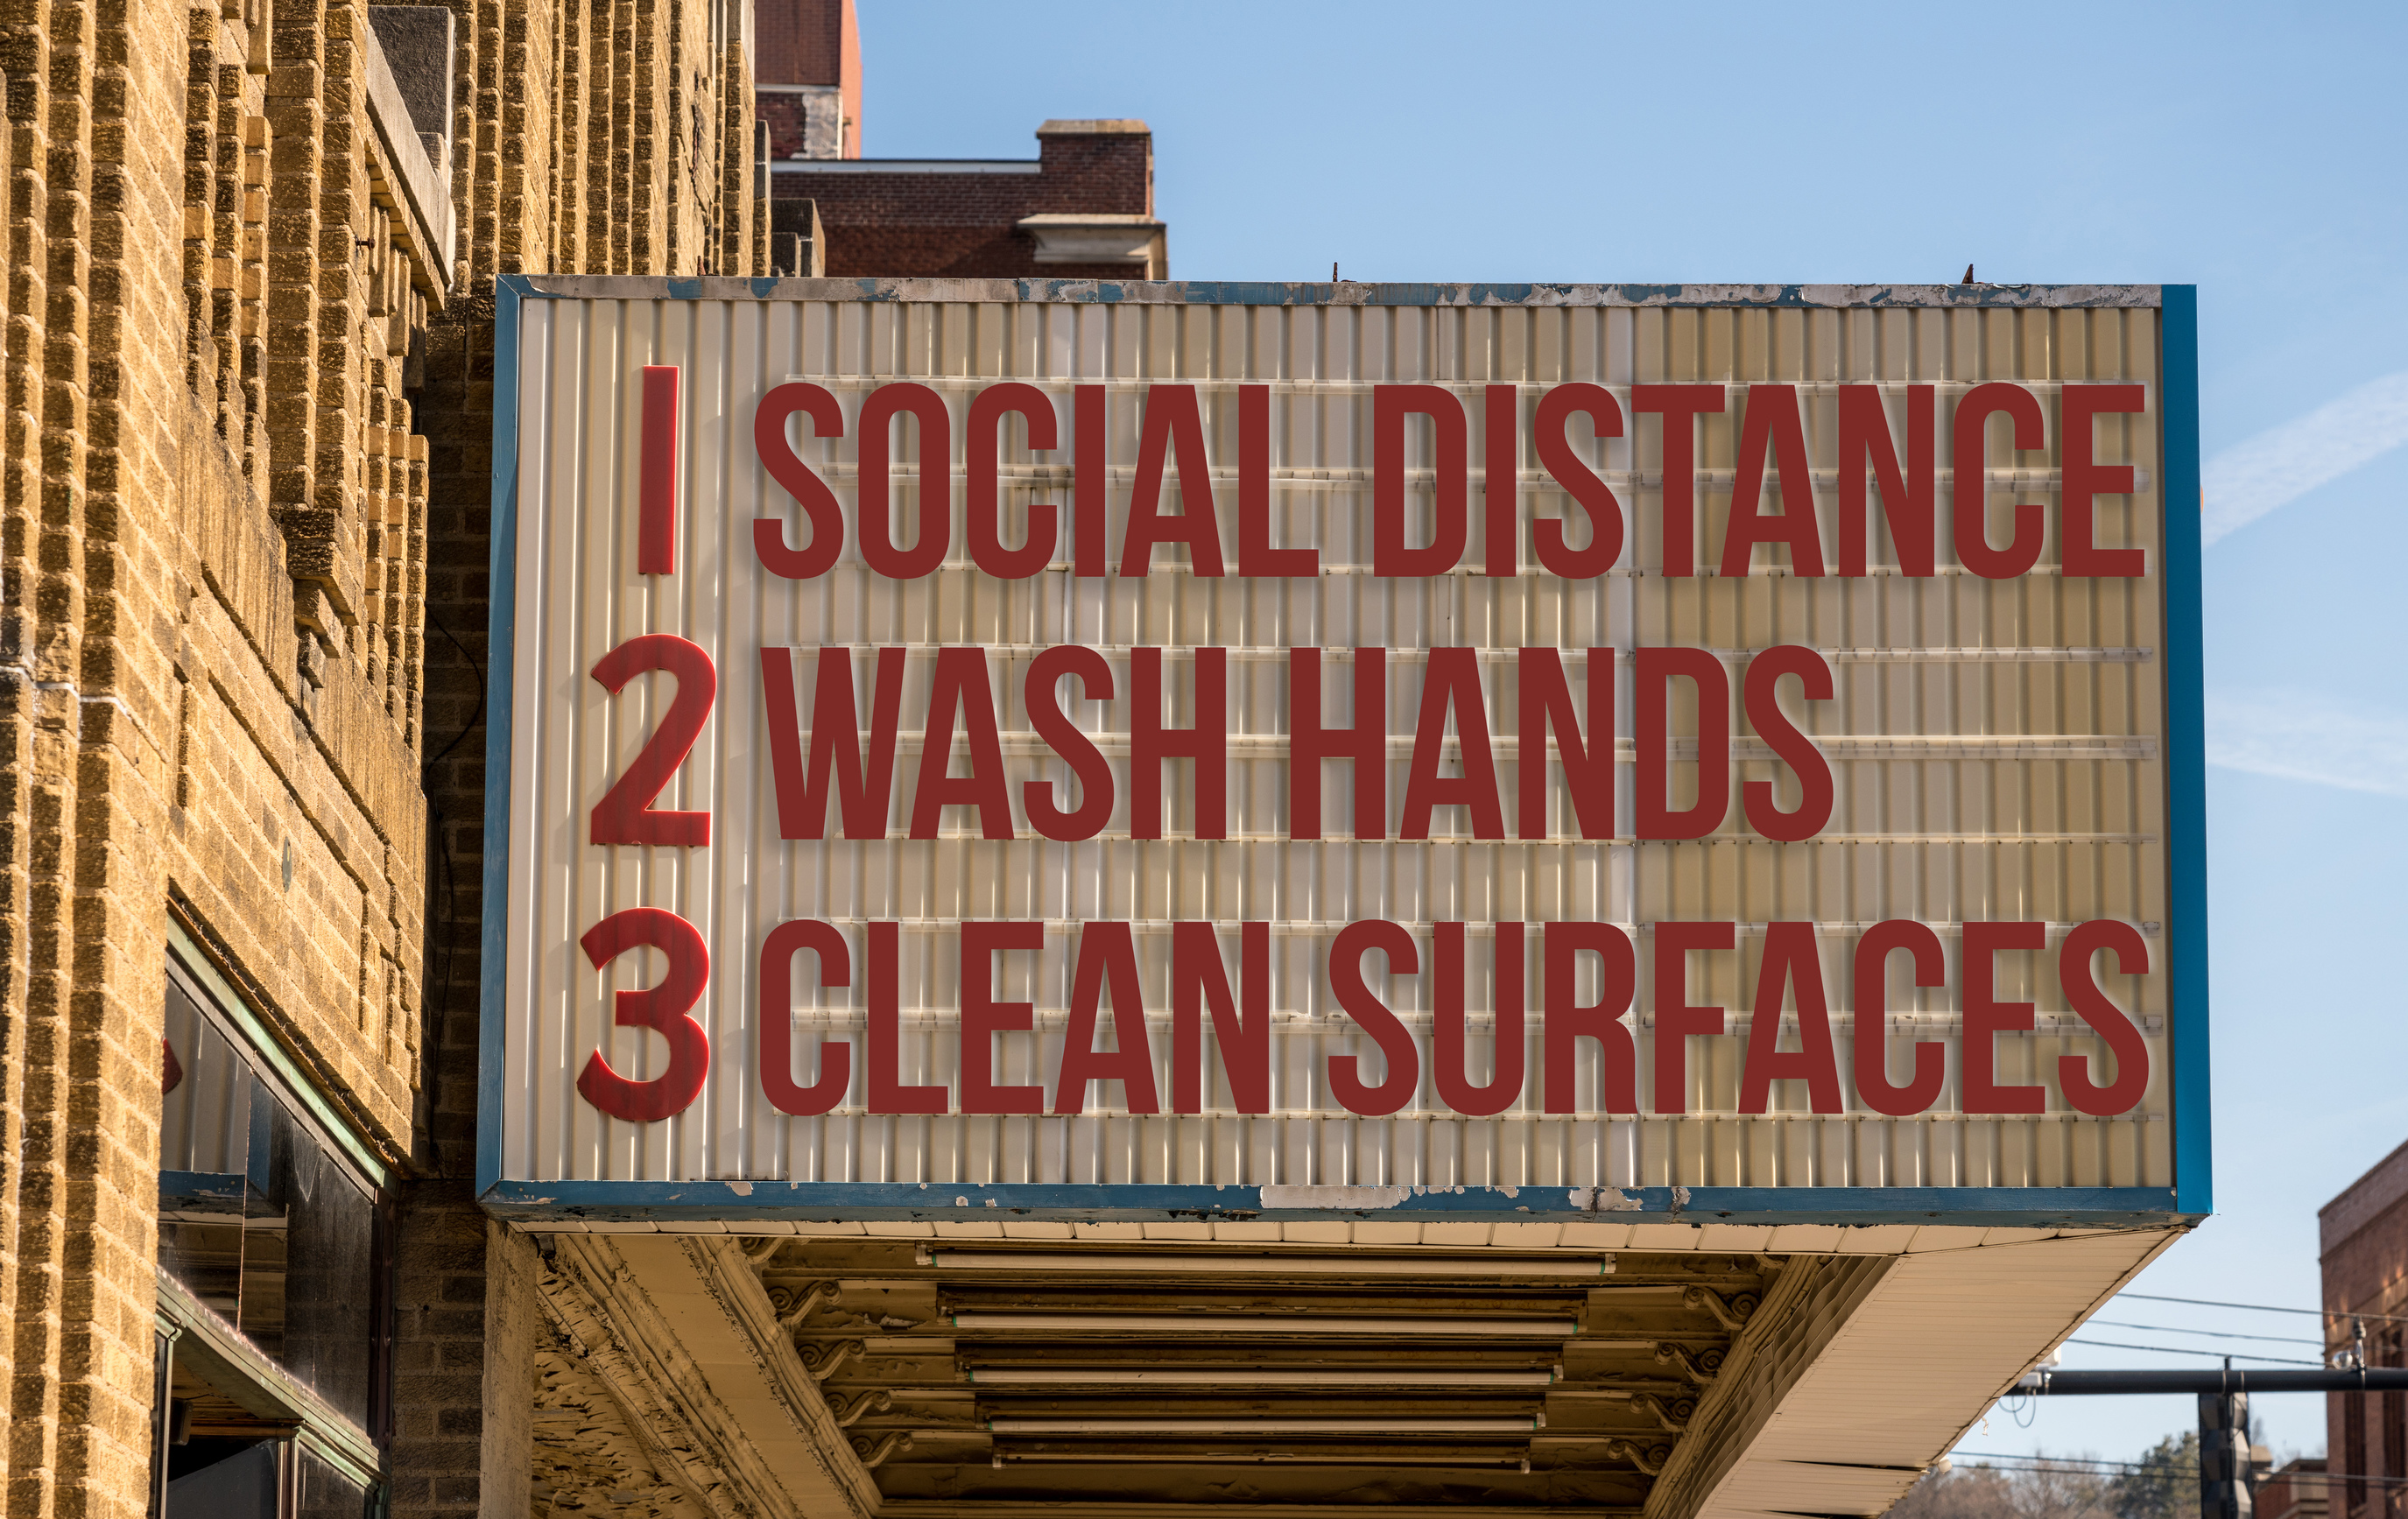 1 SOCIAL DISTANCE
2 WASH HANDS
3 CLEAN SURFACES